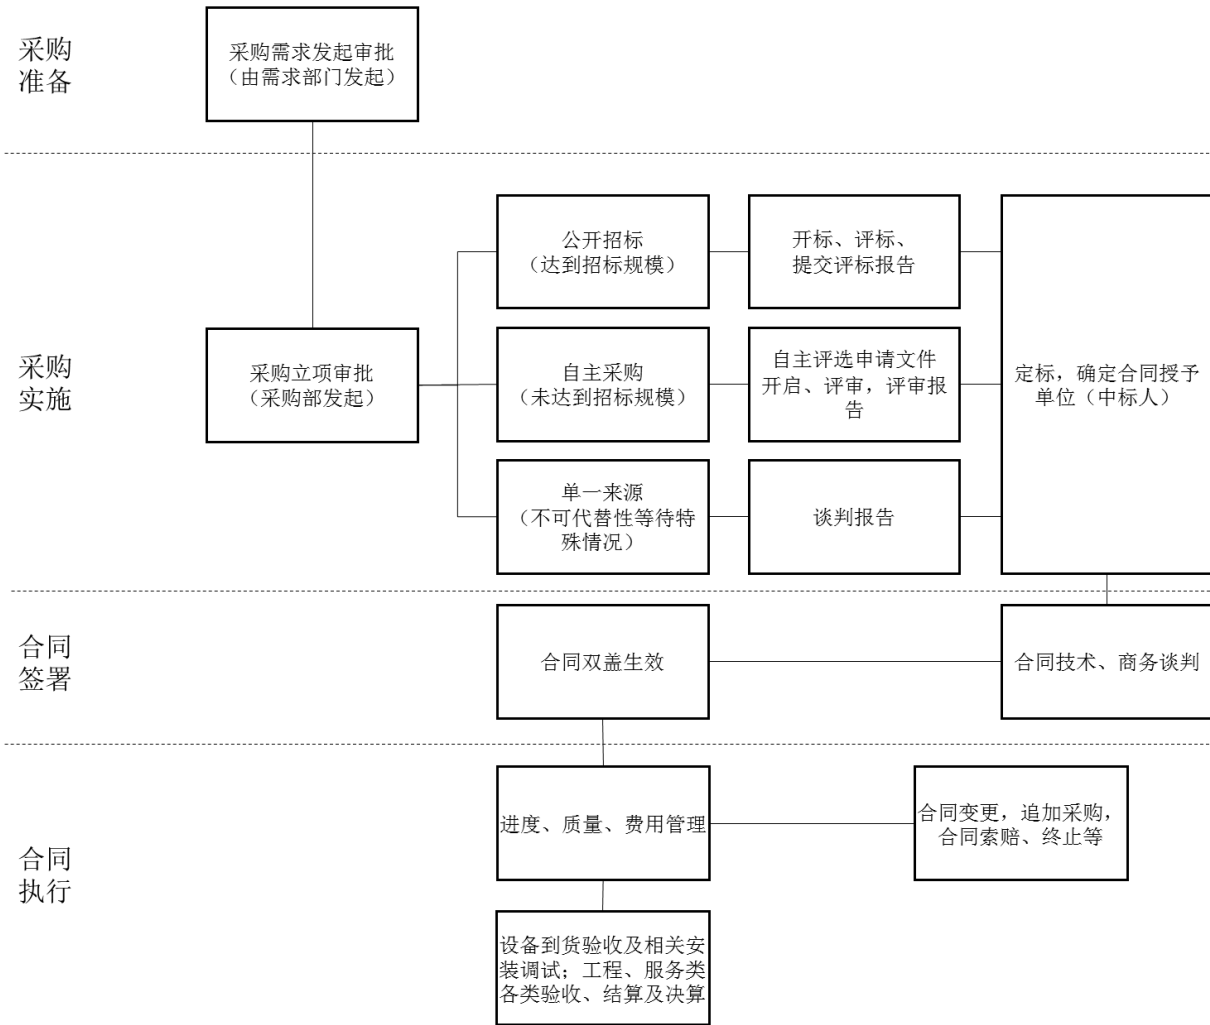 采购
准备
采购需求发起审批
（由需求部门发起）
采购
实施
采购立项审批
（采购部发起）
公开招标
（达到招标规模）
开标、评标、
提交评标报告
自主采购
（未达到招标规模）
自主评选申请文件
开启、评审，评审报
告
单一来源
（不可代替性等待特
殊情况）
谈判报告
定标，确定合同授予
单位（中标人）
合同
签署
合同双盖生效
合同技术、商务谈判
合同
执行
进度、质量、费用管理
合同变更，追加采购，
合同索赔、终止等
设备到货验收及相关安
装调试；工程、服务类
各类验收、结算及决算